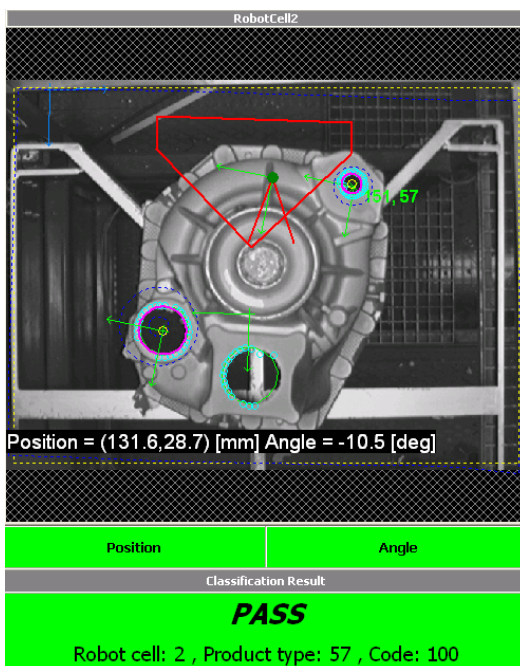 RobotCell2
151, 57
Position = (131.6,28.7) [mm] Angle = -10.5 [deg]
Position
Angle
Classification Result
PASS
Robot cell: 2 , Product type: 57 , Code: 100